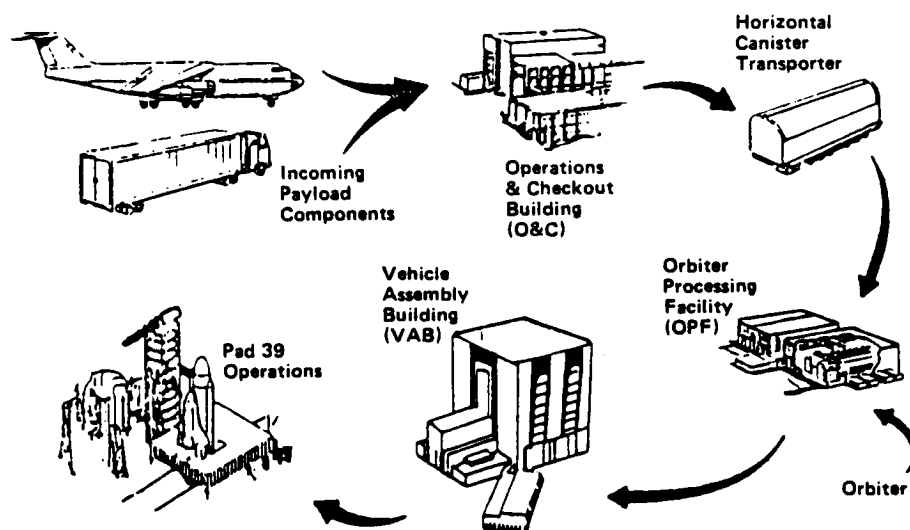 Horizontal
Canister
Transporter
Incoming
Payload
Components
Operations
& Checkout
Building
(O&C)
Vehicle
Assembly
Building
(VAB)
Orbiter
Processing
Facility
(OPF)
Pad 39
Operations
Orbiter